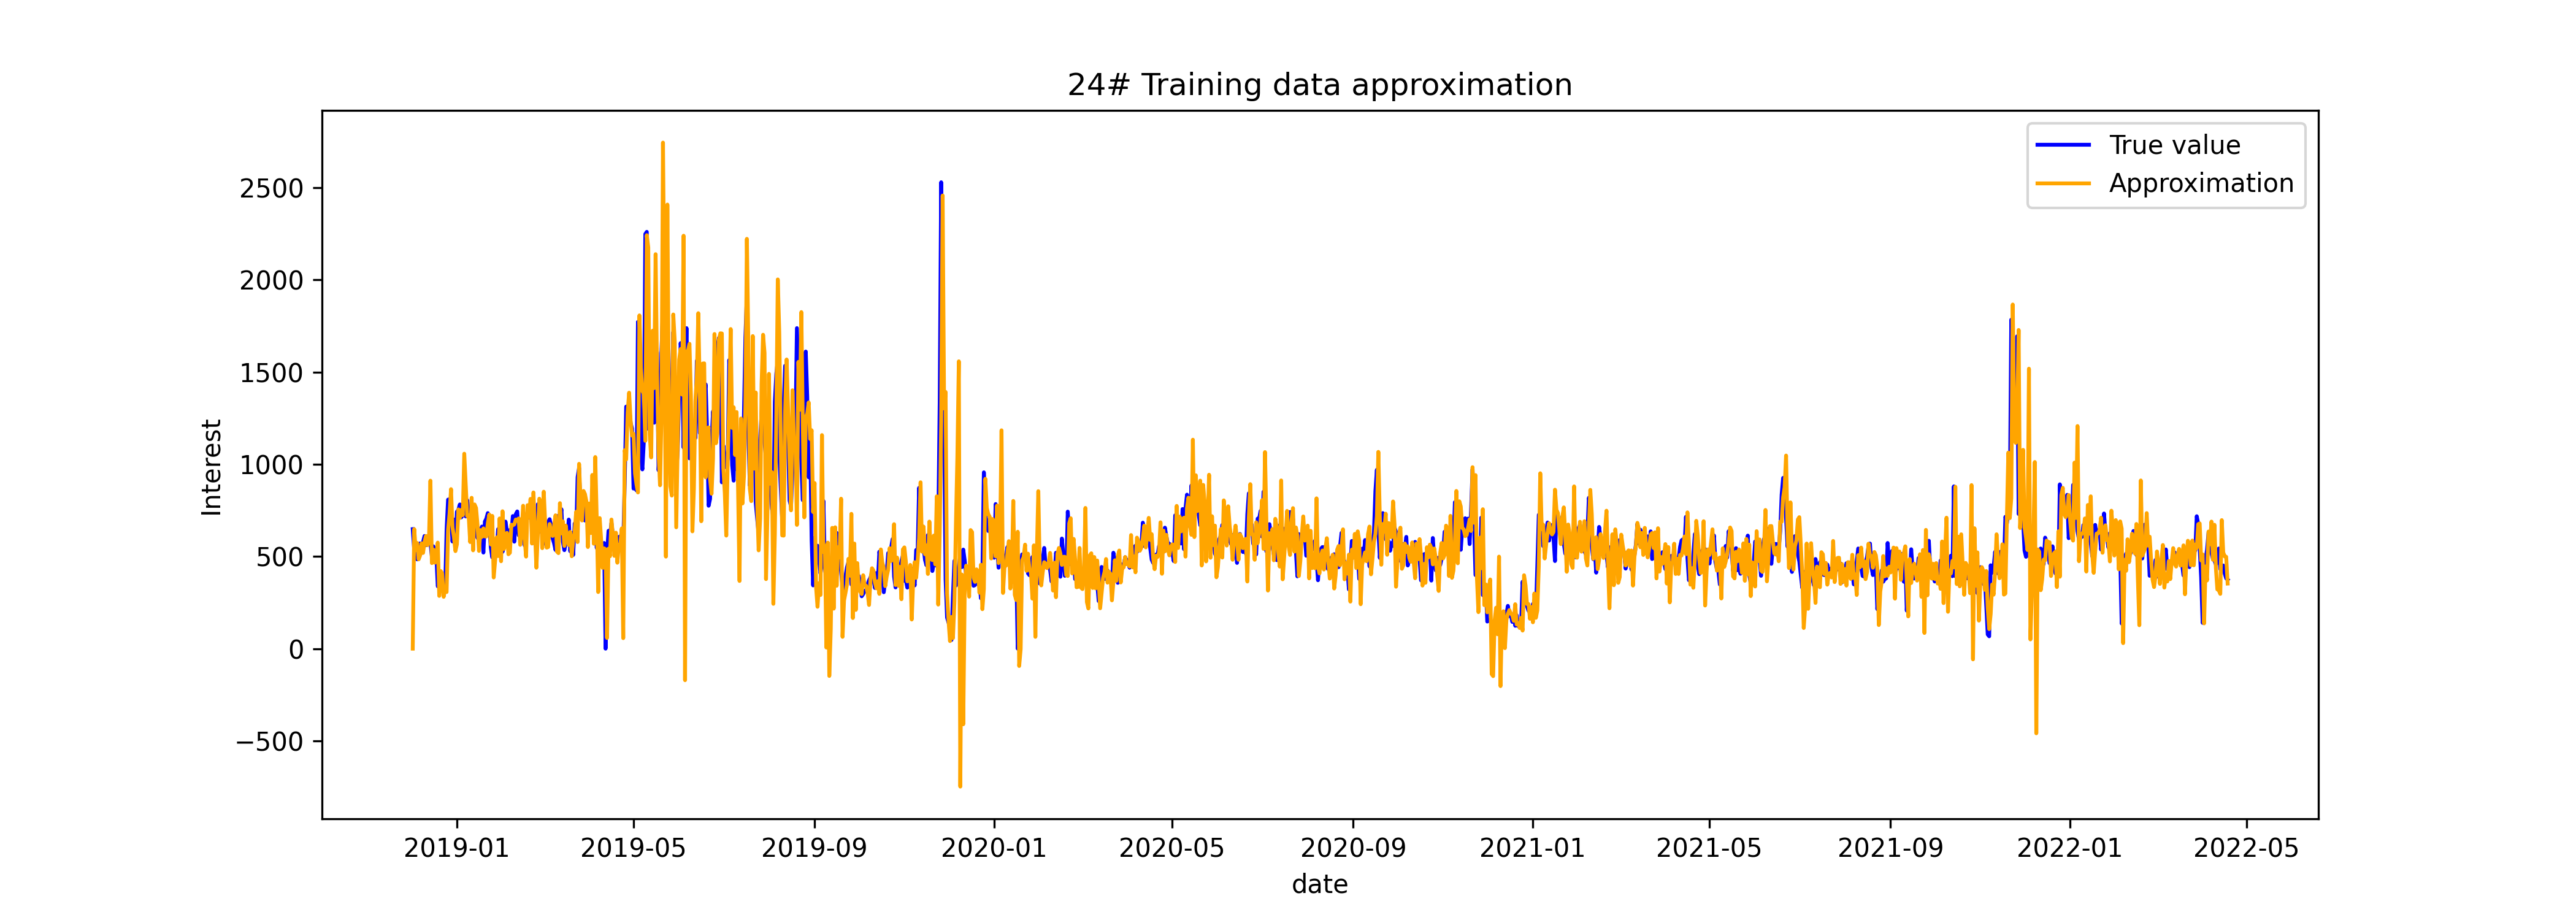 24# Training data approximation
True value
Approximation
Interest
2500
2000
1500
1000
500
0
−500
2019-01 2019-05 2019-09 2020-01 2020-05 2020-09 2021-01 2021-05 2021-09 2022-01 2022-05
date